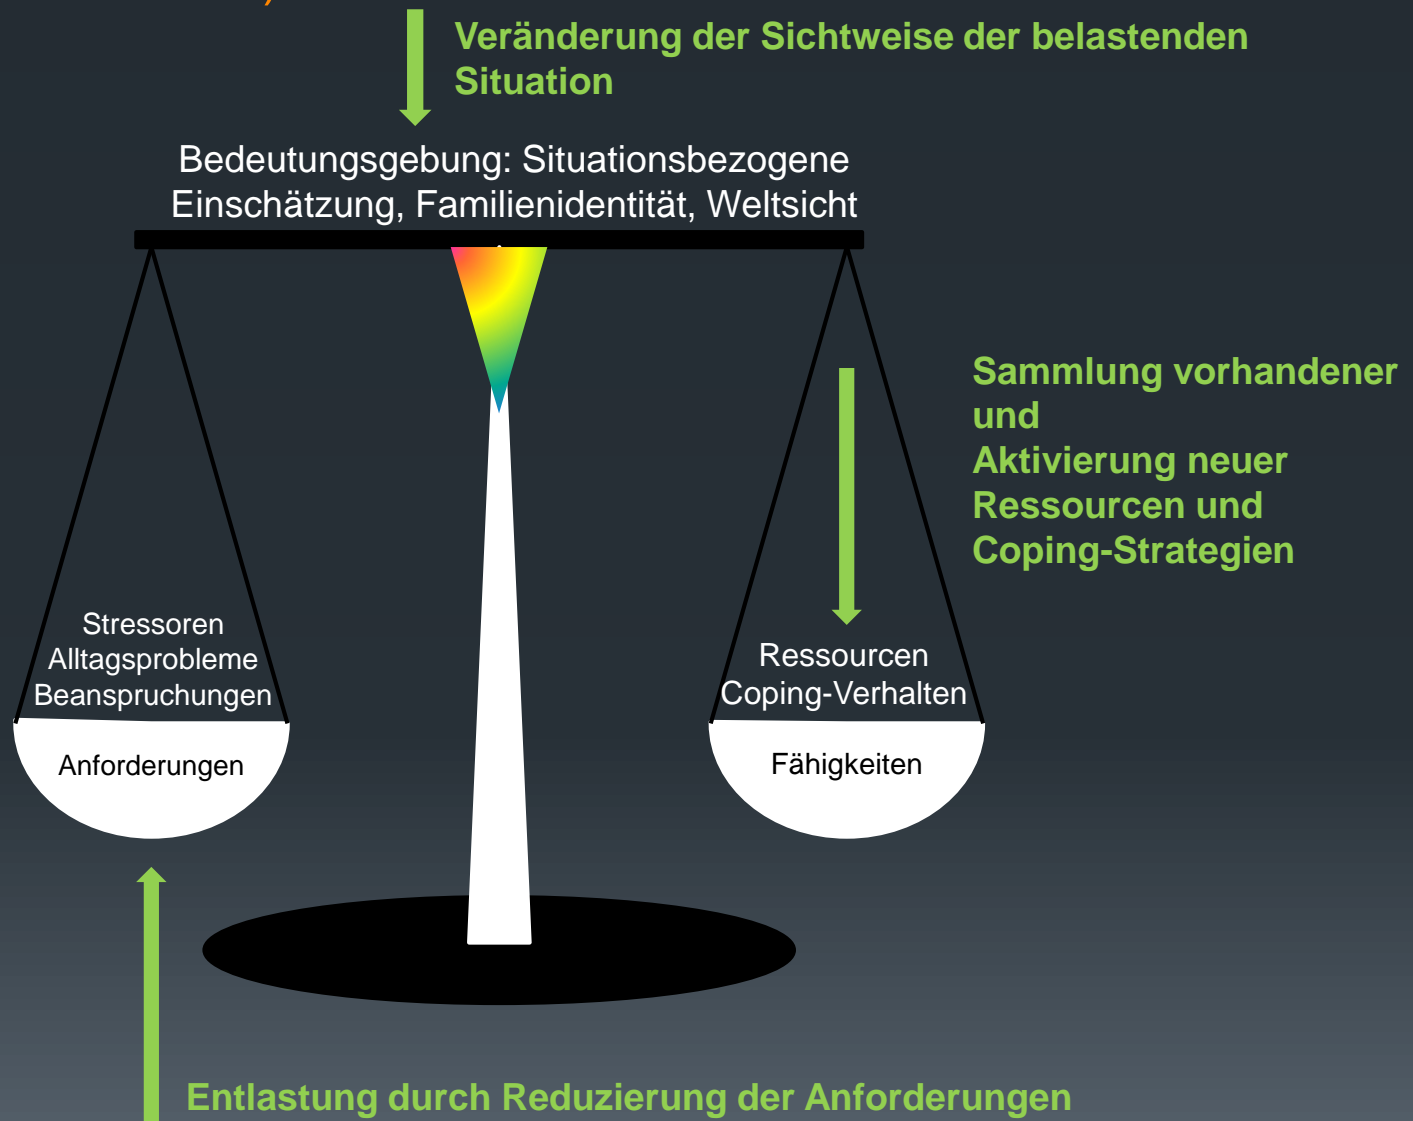 Veränderung der Sichtweise der belastenden
Situation
Bedeutungsgebung: Situationsbezogene
Einschätzung, Familienidentität, Weltsicht
Sammlung vorhandener
und
Aktivierung neuer
Ressourcen und
Coping-Strategien
Stressoren
Alltagsprobleme
Beanspruchungen
Anforderungen
Ressourcen
Coping-Verhalten
Fähigkeiten
Entlastung durch Reduzierung der Anforderungen